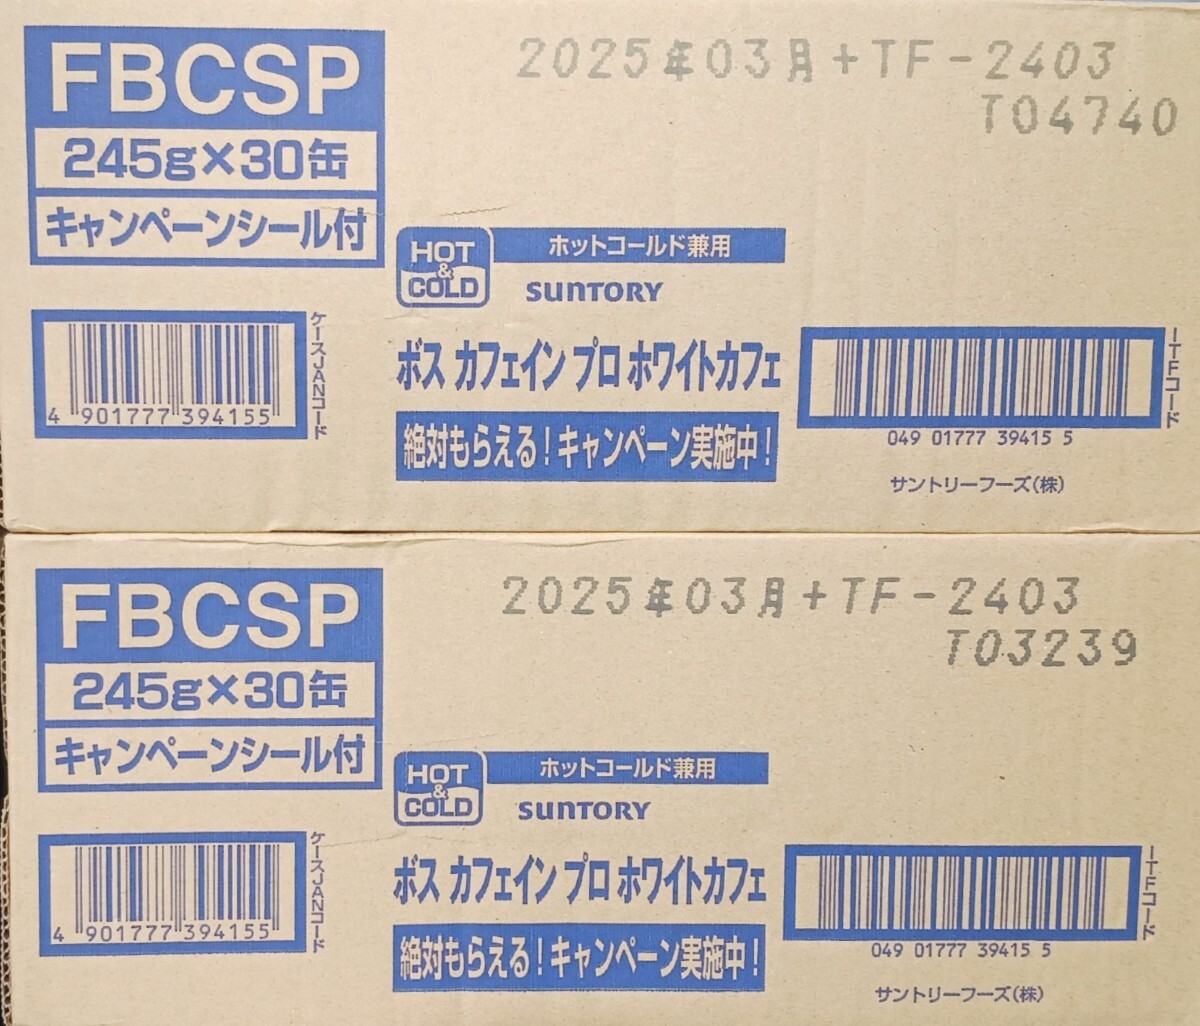 FBCSP
245g×30缶
キャンペーンシール付
2025年03月+TF-2403
T04740
HOT
&
COLD
ホットコールド兼用
SUNTORY
ボス カフェイン プロ ホワイトカフェ
絶対もらえる!キャンペーン実施中!
ケースJANコード
4 901777 394155
ITFコード
049 01777 39415 5
サントリーフーズ(株)
FBCSP
245g×30缶
キャンペーンシール付
2025年03月+TF-2403
T03239
HOT
&
COLD
ホットコールド兼用
SUNTORY
ボス カフェイン プロ ホワイトカフェ
絶対もらえる!キャンペーン実施中!
ケースJANコード
4 901777 394155
ITFコード
049 01777 39415 5
サントリーフーズ(株)